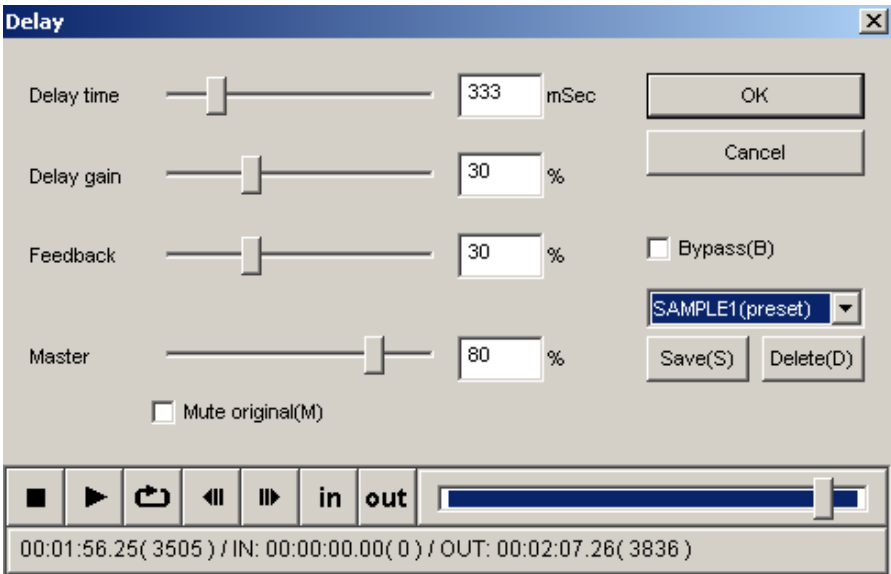 Delay
Delay time 333 mSec OK
Cancel
Delay gain 30 %
Feedback 30 % Bypass(B)
SAMPLE1(preset)
Master 80 % Save(S) Delete(D)
Mute original(M)
in out
00:01:56.25( 3505 ) / IN: 00:00:00.00( 0 ) / OUT: 00:02:07.26( 3836 )